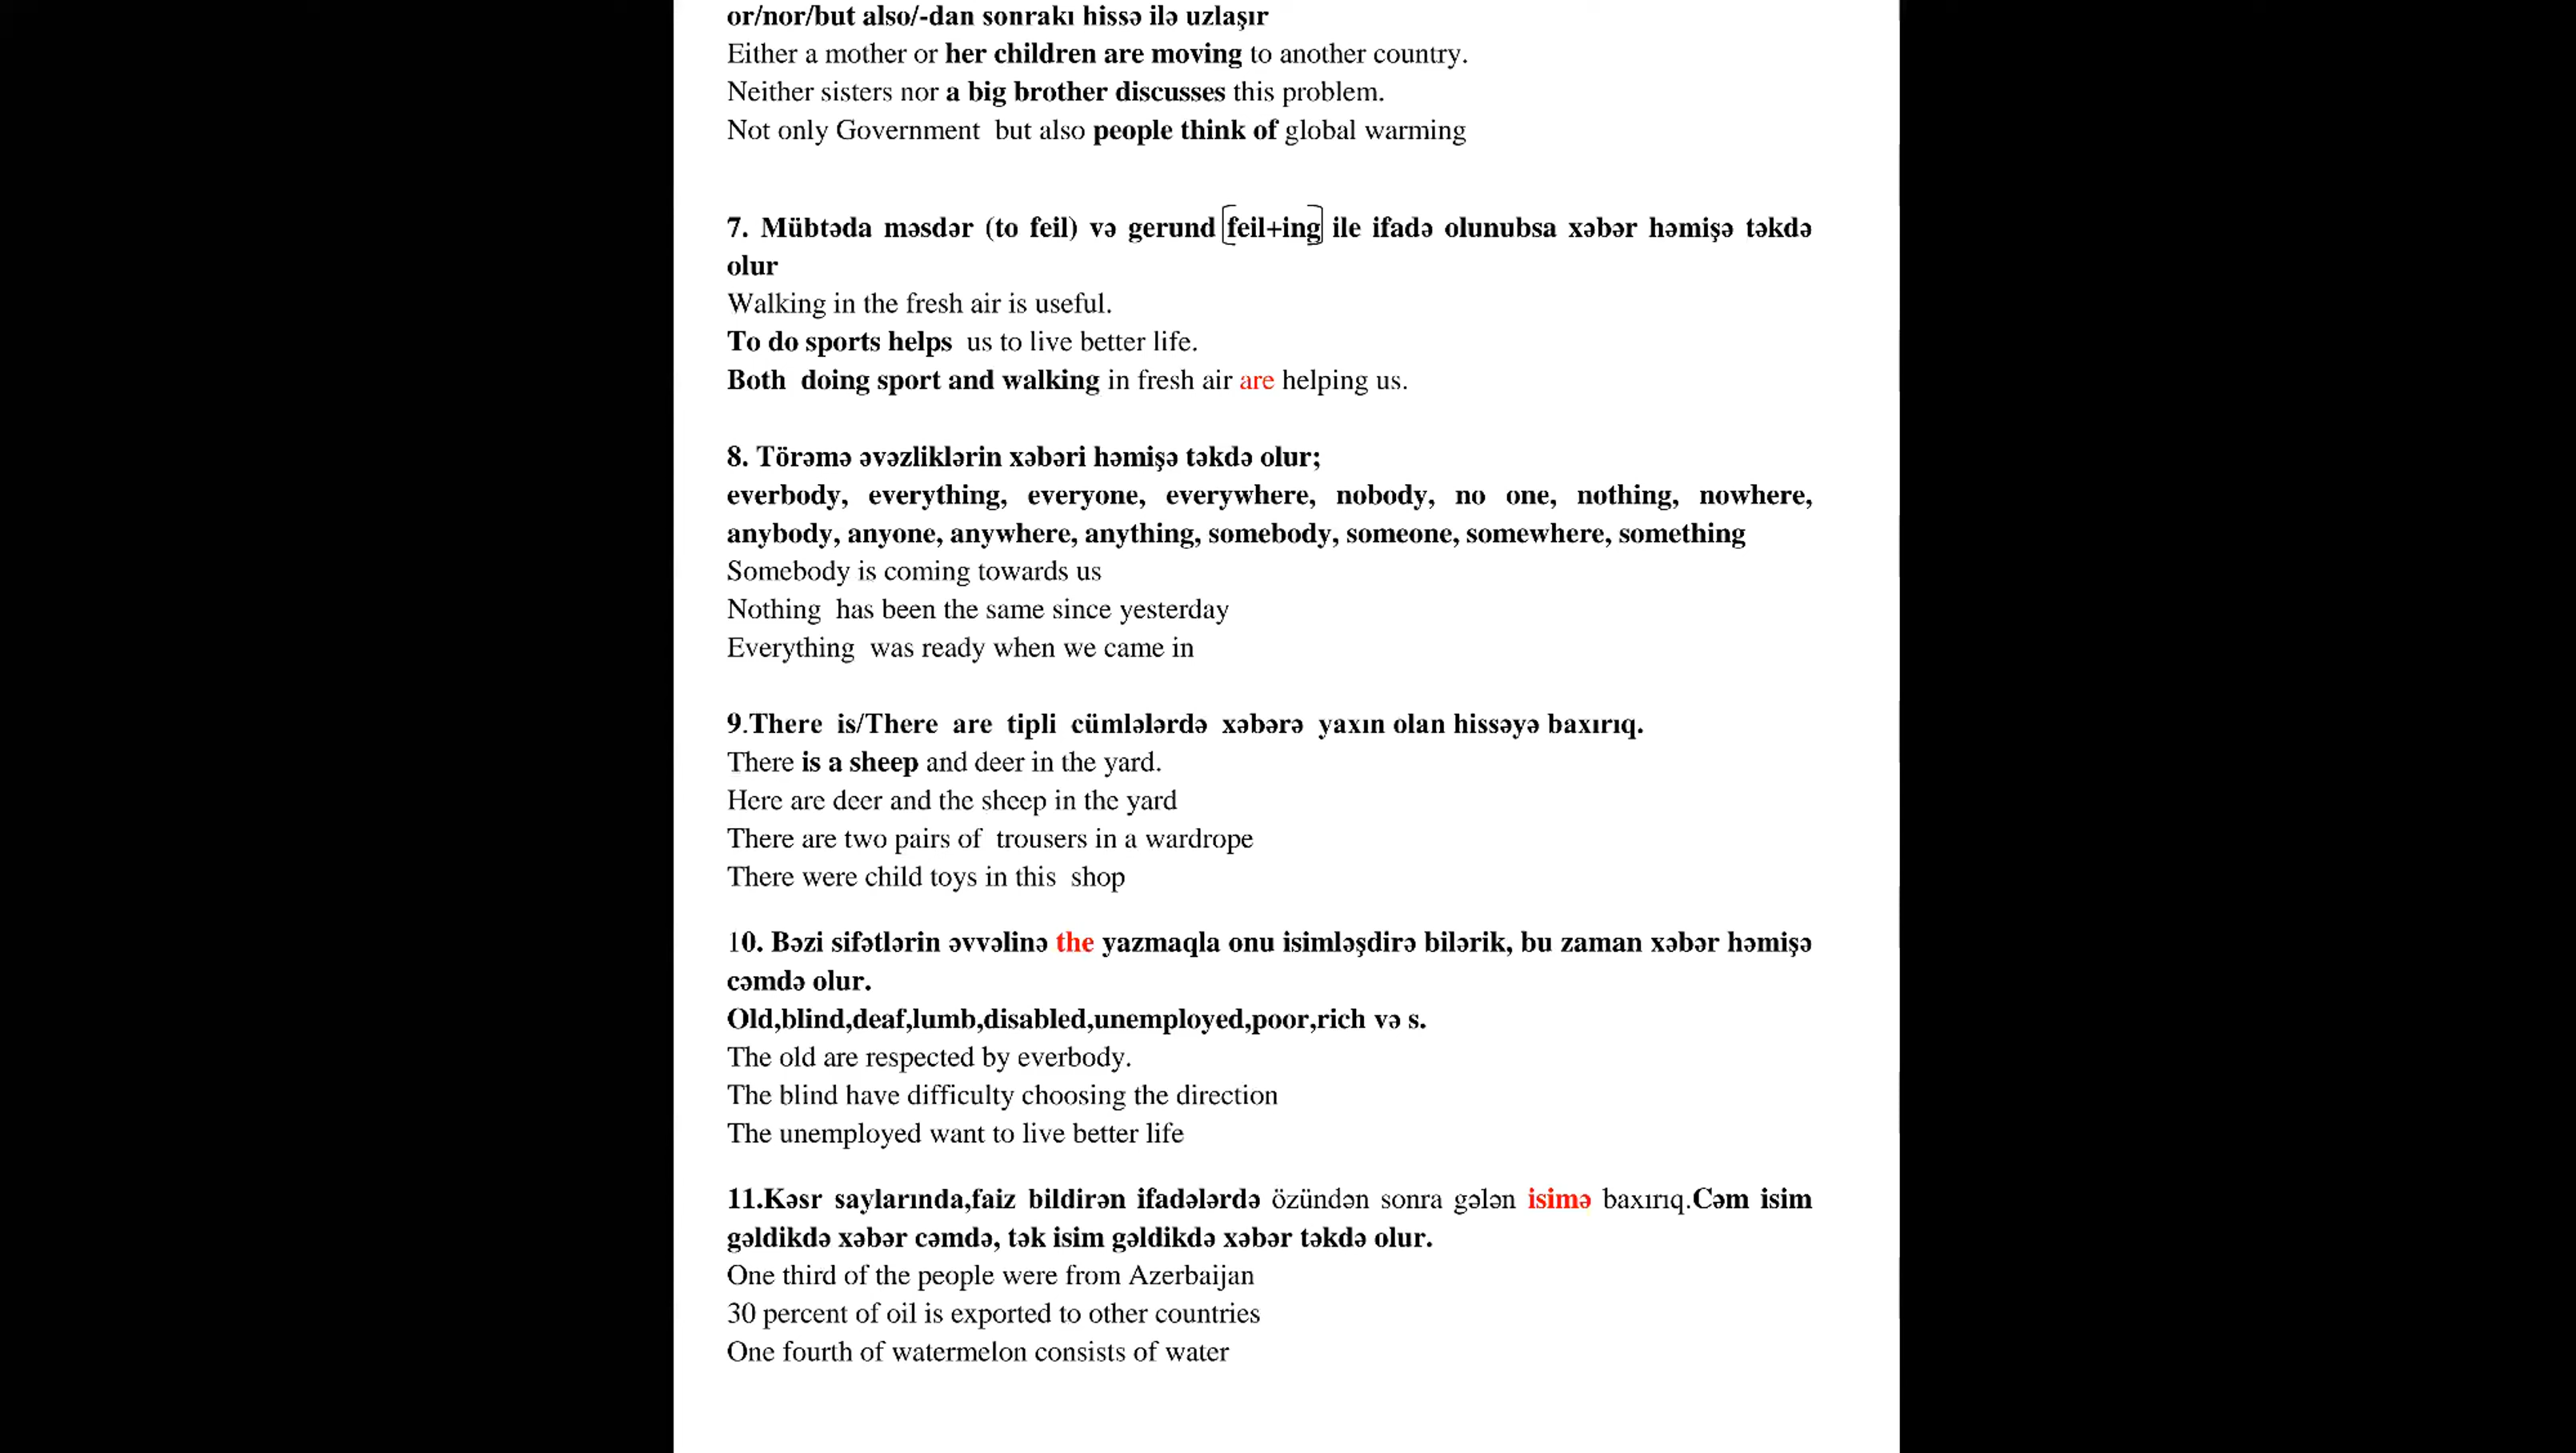 or/nor/but also/-dan sonrakı hissə ilə uzlaşır
Either a mother or her children are moving to another country.
Neither sisters nor a big brother discusses this problem.
Not only Government but also people think of global warming
7. Mübtəda məsdər (to feil) və gerund [feil+ing] ile ifadə olunubsa xəbər həmişə təkdə
olur
Walking in the fresh air is useful.
To do sports helps us to live better life.
Both doing sport and walking in fresh air are helping us.
8. Törəmə əvəzliklərin xəbəri həmişə təkdə olur;
everbody, everything, everyone, everywhere, nobody, no one, nothing, nowhere,
anybody, anyone, anywhere, anything, somebody, someone, somewhere, something
Somebody is coming towards us
Nothing has been the same since yesterday
Everything was ready when we came in
9.There is/There are tipli cümlələrdə xəbərə yaxın olan hissəyə baxırıq.
There is a sheep and deer in the yard.
Here are deer and the sheep in the yard
There are two pairs of trousers in a wardrope
There were child toys in this shop
10. Bəzi sifətlərin əvvəlinə the yazmaqla onu isimləşdirə bilərik, bu zaman xəbər həmişə
cəmdə olur.
Old,blind,deaf,lumb,disabled,unemployed,poor,rich və s.
The old are respected by everbody.
The blind have difficulty choosing the direction
The unemployed want to live better life
11.Kəsr saylarında,faiz bildirən ifadələrdə özündən sonra gələn isimə baxırıq.Cəm isim
gəldikdə xəbər cəmdə, tək isim gəldikdə xəbər təkdə olur.
One third of the people were from Azerbaijan
30 percent of oil is exported to other countries
One fourth of watermelon consists of water